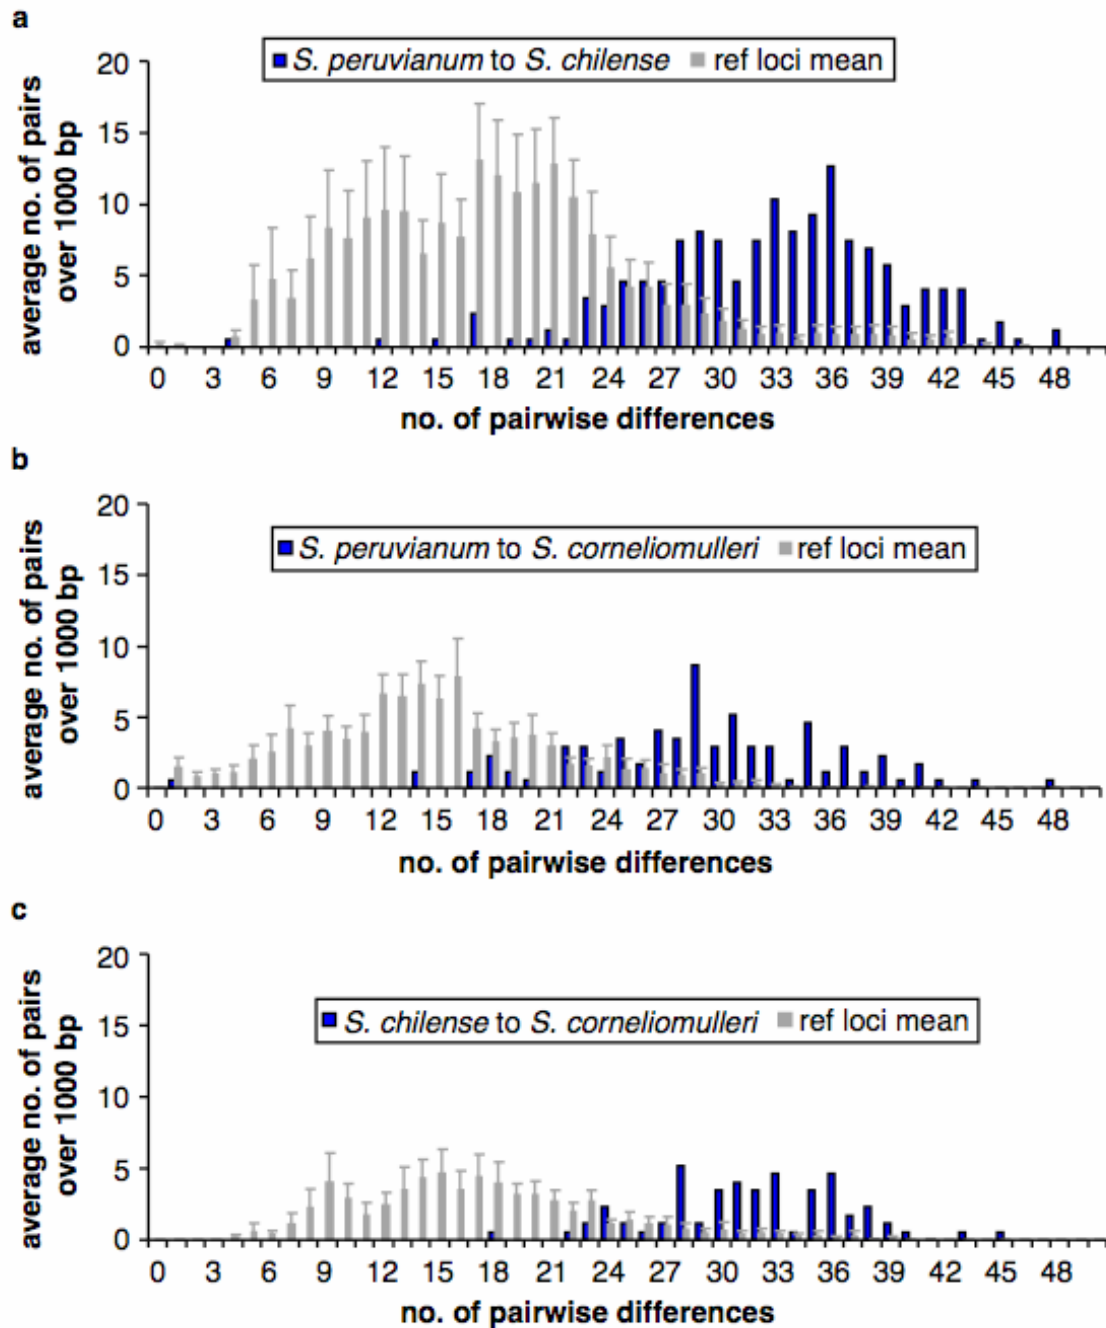 a
S. peruvianum to S. chilense ref loci mean
average no. of pairs
over 1000 bp
20
15
10
5
0
0 3 6 9 12 15 18 21 24 27 30 33 36 39 42 45 48
no. of pairwise differences
b
S. peruvianum to S. corneliomulleri ref loci mean
average no. of pairs
over 1000 bp
20
15
10
5
0
0 3 6 9 12 15 18 21 24 27 30 33 36 39 42 45 48
no. of pairwise differences
c
S. chilense to S. corneliomulleri ref loci mean
average no. of pairs
over 1000 bp
20
15
10
5
0
0 3 6 9 12 15 18 21 24 27 30 33 36 39 42 45 48
no. of pairwise differences